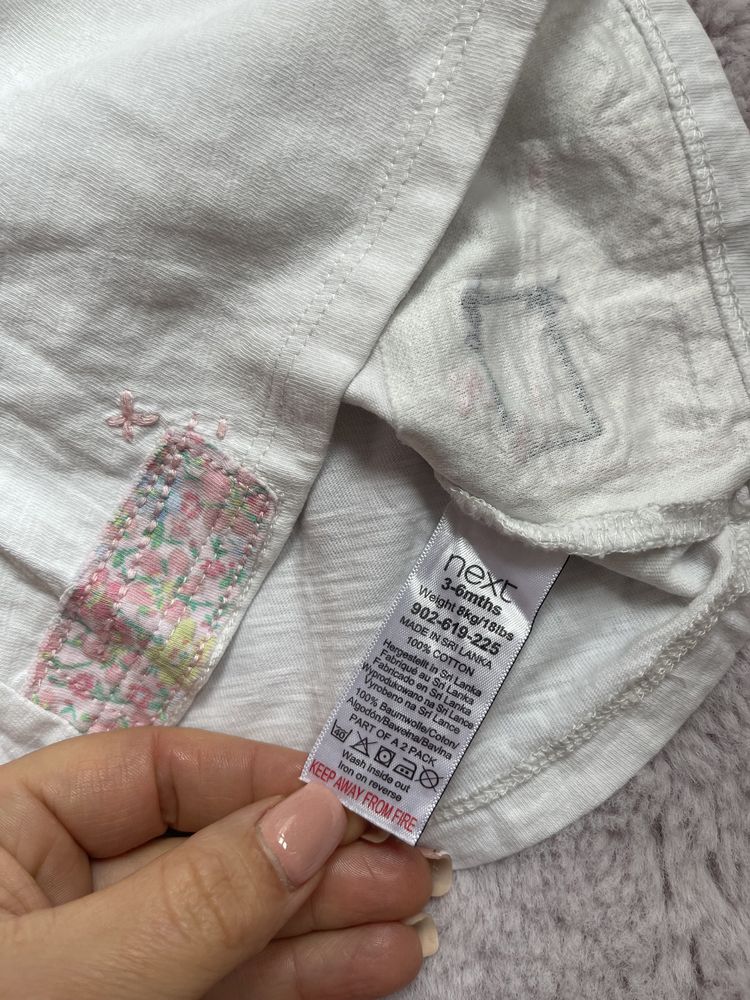 next
3-6mths
Weight 8kg/18lbs
902-619-225
MADE IN SRI LANKA
100% COTTON
Hergestellt in Sri Lanka
Fabriqué au Sri Lanka
Fabricado en Sri Lanka
Wyprodukowano na Sri Lance
Vyrobeno na Srí Lance
100% Baumwolle/Coton/
Algodón/Bawełna/Bavlna
PART OF A 2 PACK
40
Wash inside out
Iron on reverse
KEEP AWAY FROM FIRE